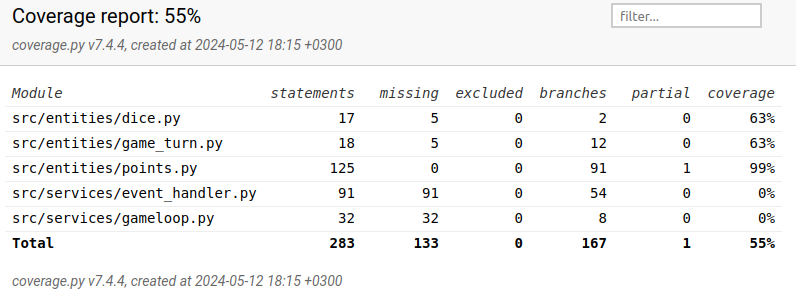 Coverage report: 55%
filter...
coverage.py v7.4.4, created at 2024-05-12 18:15 +0300
Module statements missing excluded branches partial coverage
src/entities/dice.py 17 5 0 2 0 63%
src/entities/game_turn.py 18 5 0 12 0 63%
src/entities/points.py 125 0 0 91 1 99%
src/services/event_handler.py 91 91 0 54 0 0%
src/services/gameloop.py 32 32 0 8 0 0%
Total 283 133 0 167 1 55%
coverage.py v7.4.4, created at 2024-05-12 18:15 +0300